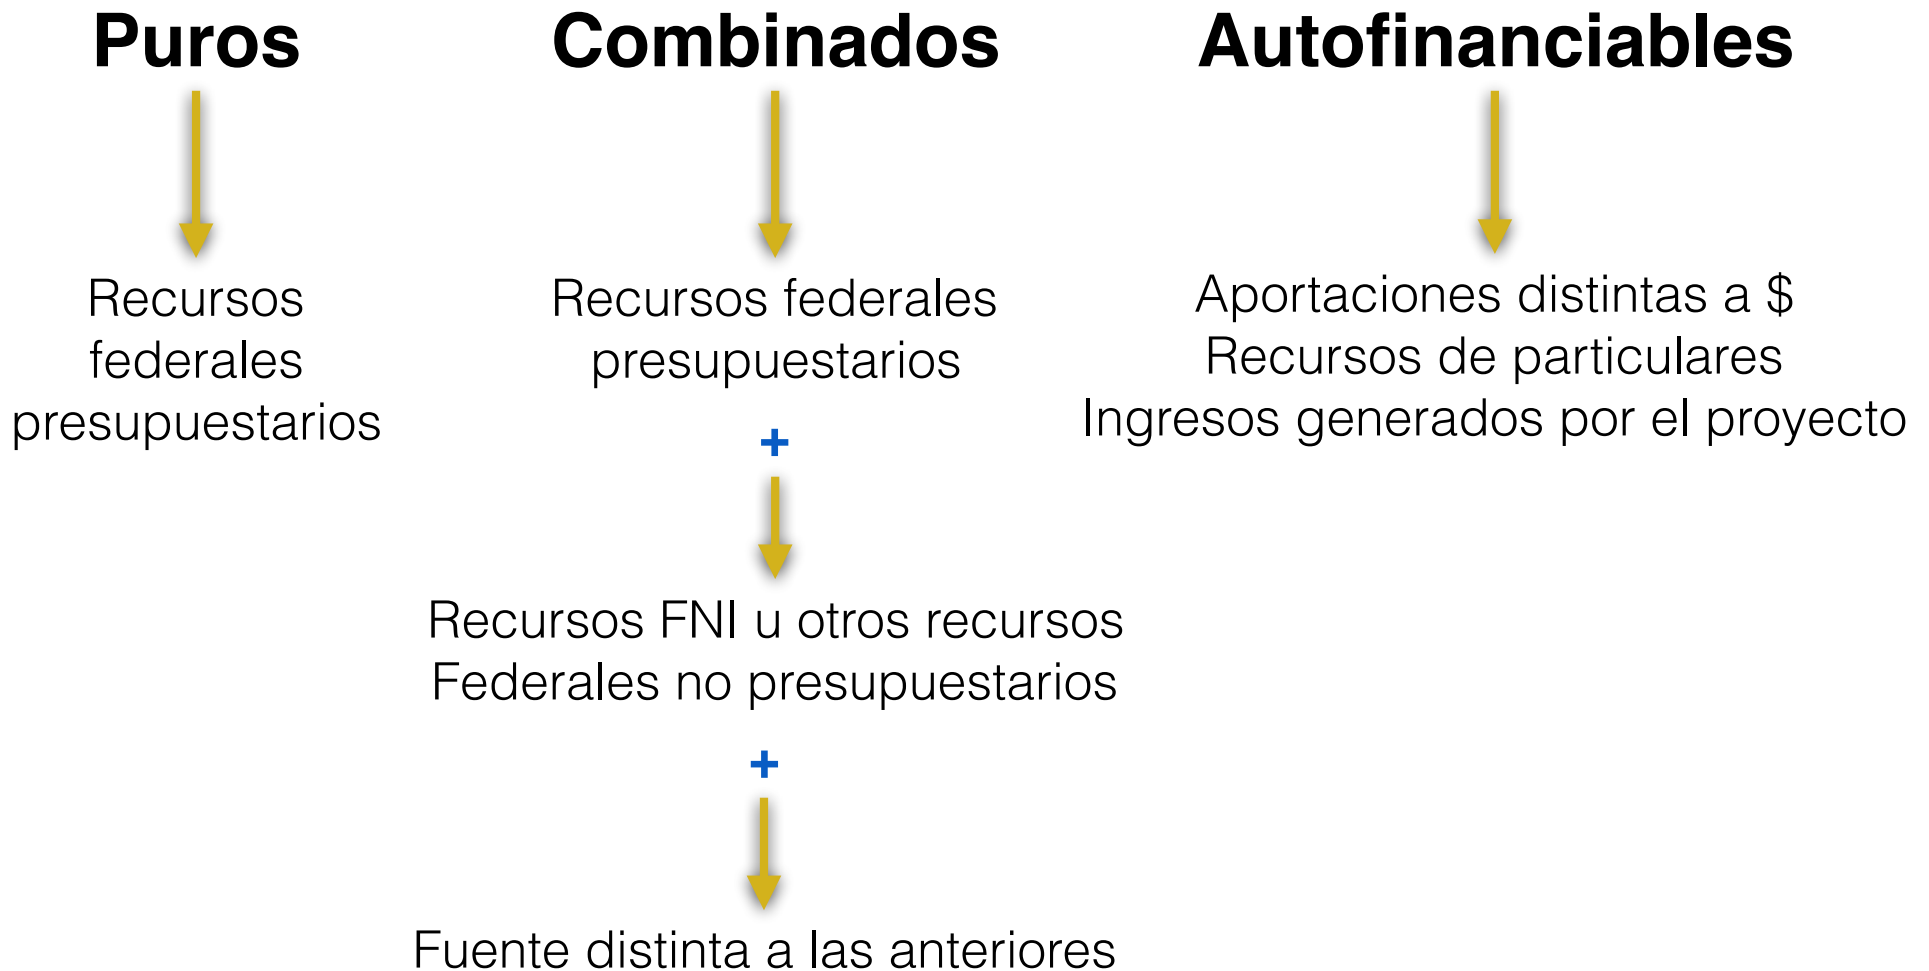 Puros
Recursos
federales
presupuestarios
Combinados
Recursos federales
presupuestarios
+
Recursos FNI u otros recursos
Federales no presupuestarios
+
Fuente distinta a las anteriores
Autofinanciables
Aportaciones distintas a $
Recursos de particulares
Ingresos generados por el proyecto